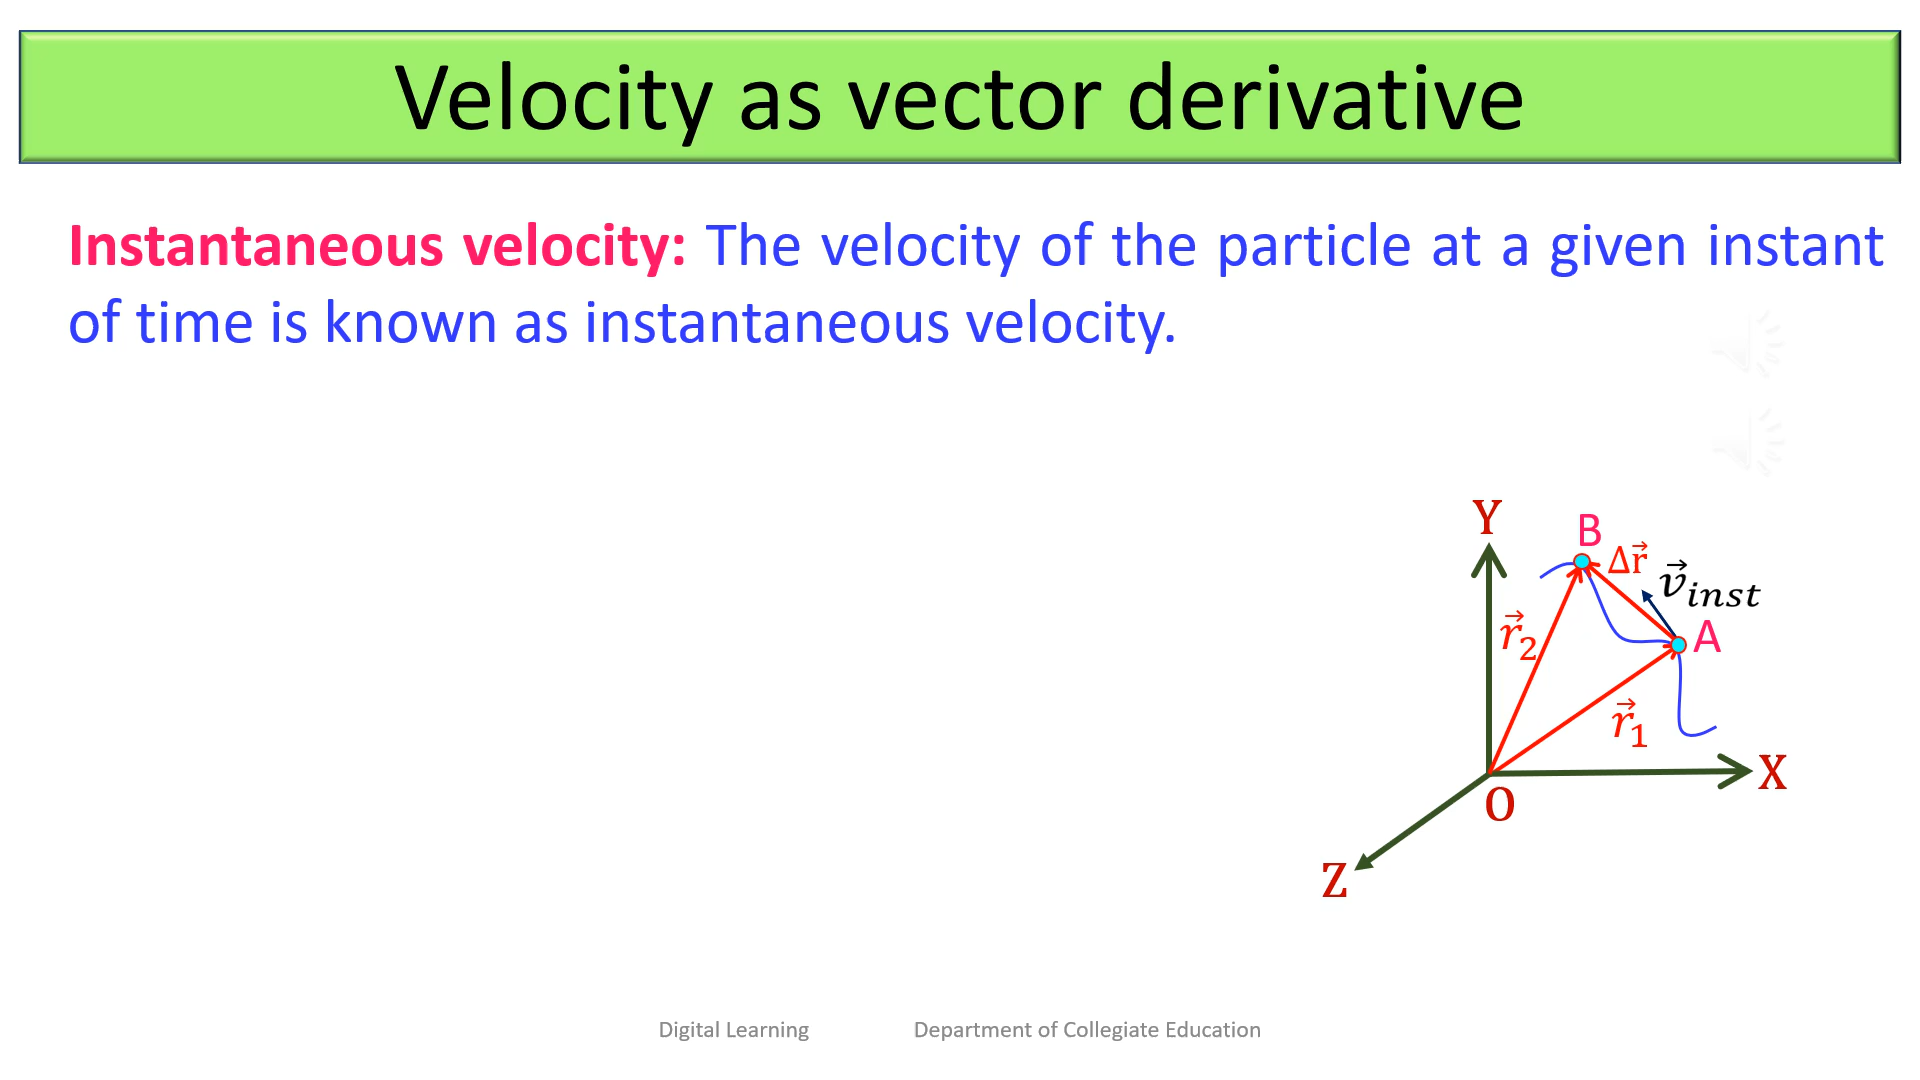 Velocity as vector derivative
Instantaneous velocity: The velocity of the particle at a given instant
of time is known as instantaneous velocity.
Y
B
Δr⃗
v⃗inst
r⃗2
A
r⃗1
X
O
Z
Digital Learning
Department of Collegiate Education